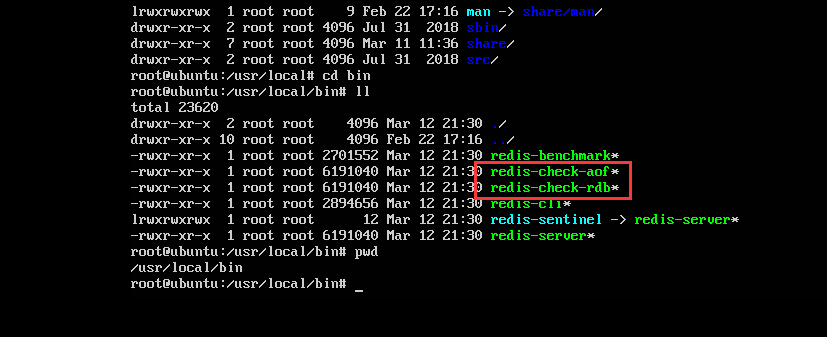 lrwxrwxrwx  1 root root    9 Feb 22 17:16 man -> share/man/
drwxr-xr-x  2 root root 4096 Jul 31  2018 sbin/
drwxr-xr-x  7 root root 4096 Mar 11 11:36 share/
drwxr-xr-x  2 root root 4096 Jul 31  2018 src/
root@ubuntu:/usr/local# cd bin
root@ubuntu:/usr/local/bin# ll
total 23620
drwxr-xr-x  2 root root    4096 Mar 12 21:30 ./
drwxr-xr-x 10 root root    4096 Feb 22 17:16 ../
-rwxr-xr-x  1 root root 2701552 Mar 12 21:30 redis-benchmark*
-rwxr-xr-x  1 root root 6191040 Mar 12 21:30 redis-check-aof*
-rwxr-xr-x  1 root root 6191040 Mar 12 21:30 redis-check-rdb*
-rwxr-xr-x  1 root root 2894656 Mar 12 21:30 redis-cli*
lrwxrwxrwx  1 root root      12 Mar 12 21:30 redis-sentinel -> redis-server*
-rwxr-xr-x  1 root root 6191040 Mar 12 21:30 redis-server*
root@ubuntu:/usr/local/bin# pwd
/usr/local/bin
root@ubuntu:/usr/local/bin# _